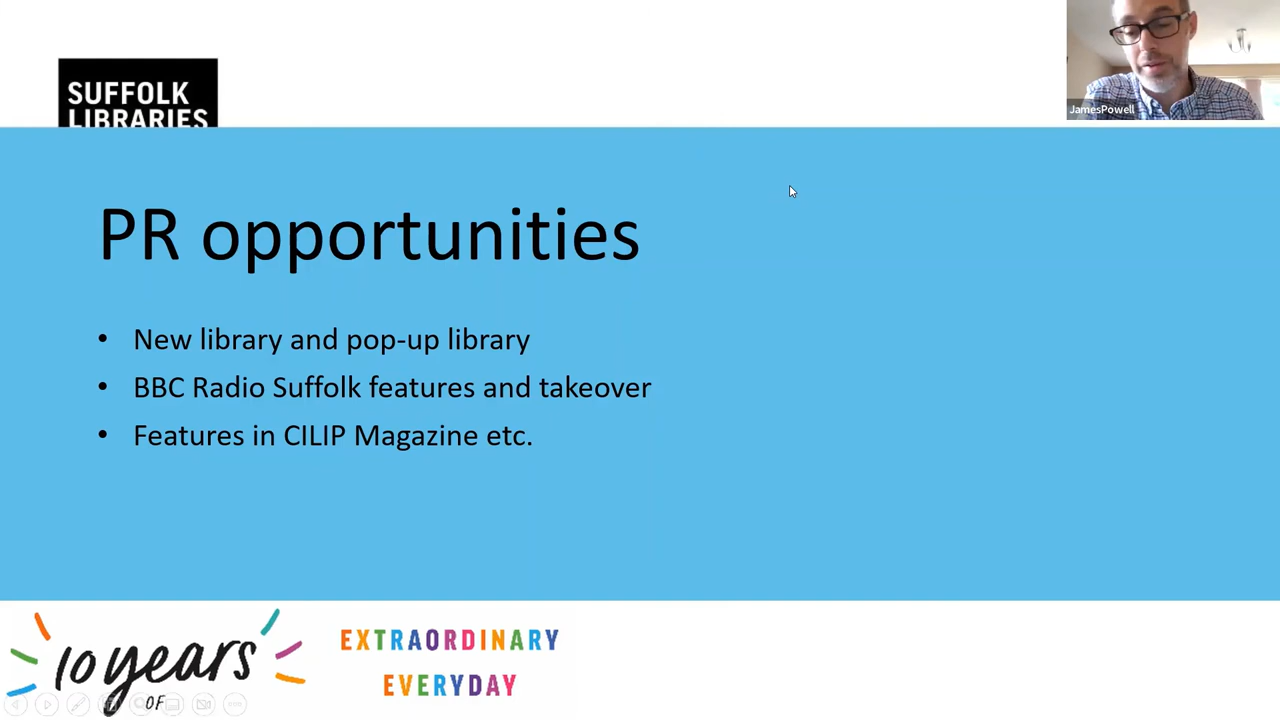 SUFFOLK
LIBRARIES
JamesPowell
PR opportunities
• New library and pop-up library
• BBC Radio Suffolk features and takeover
• Features in CILIP Magazine etc.
10 years
OF
EXTRAORDINARY
EVERYDAY